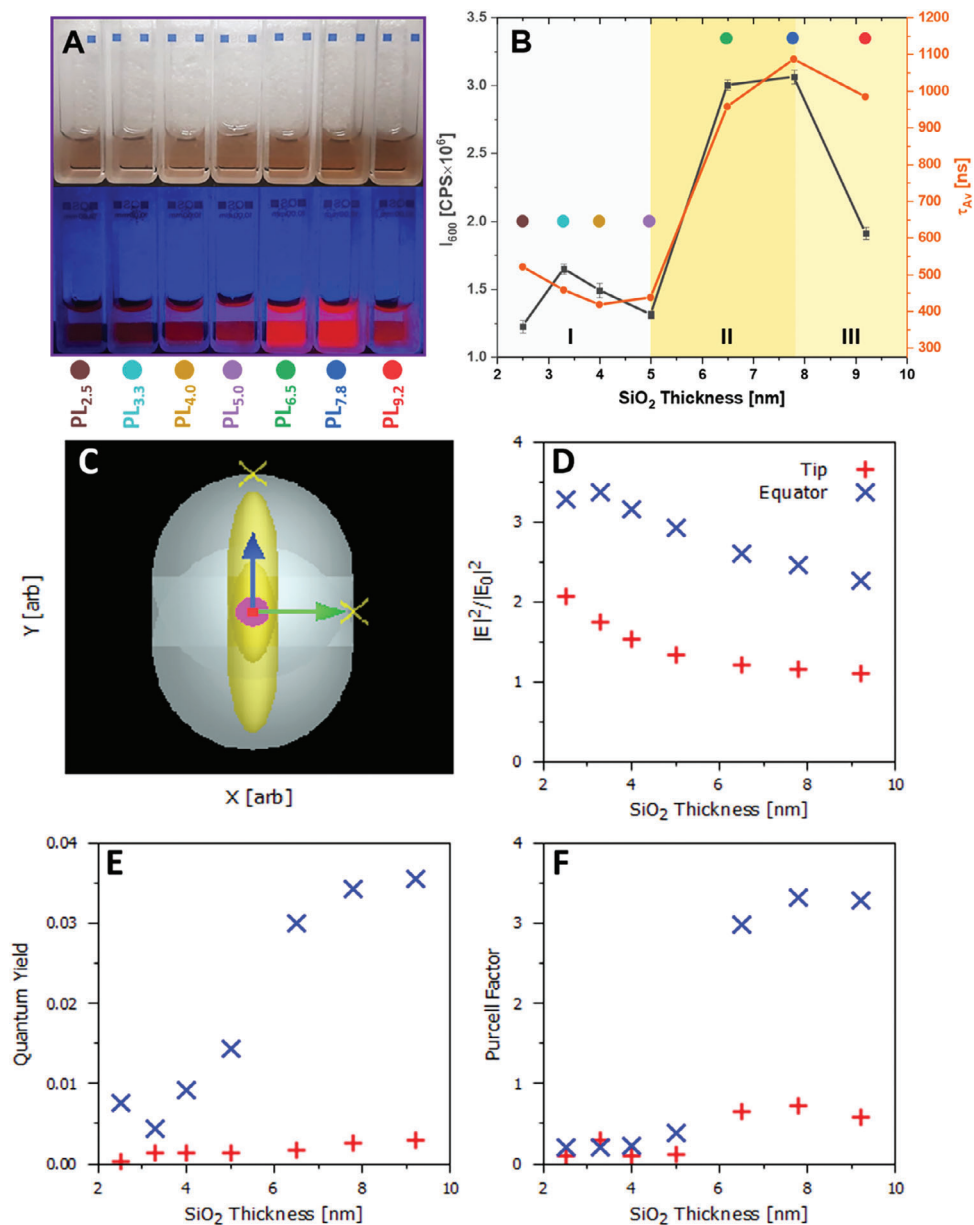 A
PL2.5
PL3.3
PL4.0
PL5.0
PL6.5
PL7.8
PL9.2
B
I600 [CPS×10^6]
3.5
3.0
2.5
2.0
1.5
1.0
1200
1100
1000
900
800
700
600
500
400
300
τAv [ns]
I
II
III
2 3 4 5 6 7 8 9 10
SiO2 Thickness [nm]
C
Y [arb]
X [arb]
D
Tip
Equator
|E|^2/|E0|^2
4
3
2
1
0
2 4 6 8 10
SiO2 Thickness [nm]
E
Quantum Yield
0.04
0.03
0.02
0.01
0.00
2 4 6 8 10
SiO2 Thickness [nm]
F
Purcell Factor
4
3
2
1
0
2 4 6 8 10
SiO2 Thickness [nm]